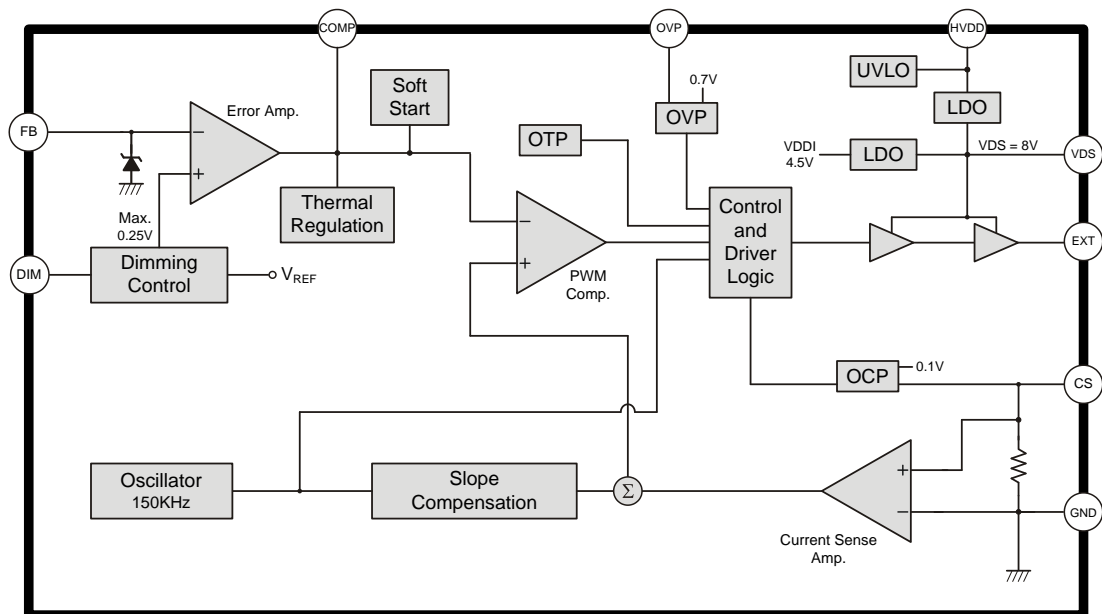 COMP
OVP
HVDD
Soft
Start
0.7V
UVLO
Error Amp.
OVP
LDO
FB
−
OTP
VDDI
4.5V
LDO
VDS = 8V
VDS
+
Thermal
Regulation
Control
and
Driver
Logic
Max.
0.25V
−
EXT
DIM
Dimming
Control
VREF
+
PWM
Comp.
OCP
0.1V
CS
Oscillator
150KHz
Slope
Compensation
Σ
+
−
GND
Current Sense
Amp.